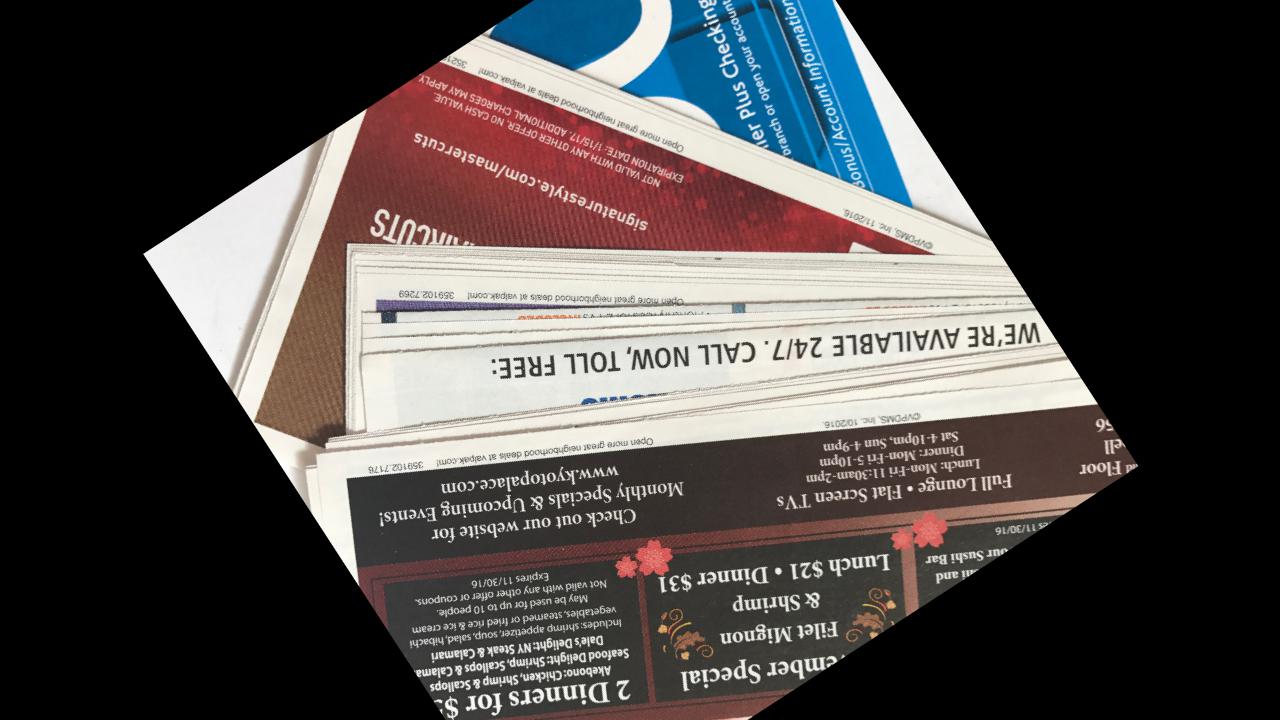 ier Plus Checking
branch or open your account
Bonus/Account Information
Open more great neighborhood deals at valpak.com!
©VPDMS, Inc. 11/2016.
NOT VALID WITH ANY OTHER OFFER. NO CASH VALUE.
EXPIRATION DATE: 1/15/17. ADDITIONAL CHARGES MAY APPLY.
signaturestyle.com/mastercuts
HAIRCUTS
Open more great neighborhood deals at valpak.com! 359102.7269
WE'RE AVAILABLE 24/7. CALL NOW, TOLL FREE:
©VPDMS, Inc. 10/2016.
Open more great neighborhood deals at valpak.com! 359102.7176
Floor
Full Lounge • Flat Screen TVs
Lunch: Mon-Fri 11:30am-2pm
Dinner: Mon-Fri 5-10pm
Sat 4-10pm, Sun 4-9pm
Check out our website for
Monthly Specials & Upcoming Events!
www.kyotopalace.com
ember Special
Filet Mignon
& Shrimp
Lunch $21 • Dinner $31
2 Dinners for $
Akebono: Chicken, Shrimp & Scallops
Seafood Delight: Shrimp, Scallops & Calamari
Dale's Delight: NY Steak & Calamari
Includes: shrimp appetizer, soup, salad, hibachi
vegetables, steamed or fried rice & ice cream
May be used for up to 10 people.
Not valid with any other offer or coupons.
Expires 11/30/16
and
our Sushi Bar
11/30/16